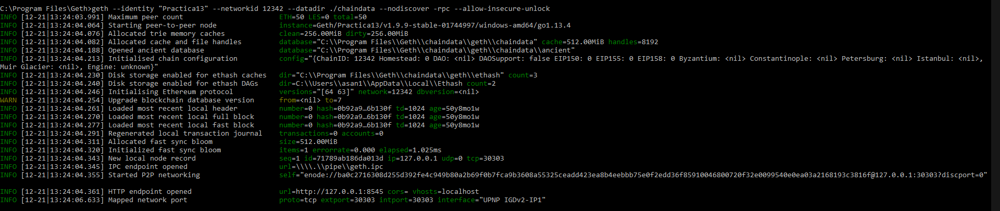 C:\Program Files\Geth>geth --identity "Practica13" --networkid 12342 --datadir ./chaindata --nodiscover -rpc --allow-insecure-unlock
INFO [12-21|13:24:03.991] Maximum peer count                       ETH=50 LES=0 total=50
INFO [12-21|13:24:04.064] Starting peer-to-peer node               instance=Geth/Practica13/v1.9.9-stable-01744997/windows-amd64/go1.13.4
INFO [12-21|13:24:04.076] Allocated trie memory caches             clean=256.00MiB dirty=256.00MiB
INFO [12-21|13:24:04.082] Allocated cache and file handles         database="C:\\Program Files\\Geth\\chaindata\\geth\\chaindata" cache=512.00MiB handles=8192
INFO [12-21|13:24:04.188] Opened ancient database                  database="C:\\Program Files\\Geth\\chaindata\\geth\\chaindata\\ancient"
INFO [12-21|13:24:04.213] Initialised chain configuration          config="{ChainID: 12342 Homestead: 0 DAO: <nil> DAOSupport: false EIP150: 0 EIP155: 0 EIP158: 0 Byzantium: <nil> Constantinople: <nil> Petersburg: <nil> Istanbul: <nil>,
Muir Glacier: <nil>, Engine: unknown}"
INFO [12-21|13:24:04.230] Disk storage enabled for ethash caches   dir="C:\\Program Files\\Geth\\chaindata\\geth\\ethash" count=3
INFO [12-21|13:24:04.240] Disk storage enabled for ethash DAGs     dir=C:\\Users\\asan1\\AppData\\Local\\Ethash count=2
INFO [12-21|13:24:04.246] Initialising Ethereum protocol           versions="[64 63]" network=12342 dbversion=<nil>
WARN [12-21|13:24:04.254] Upgrade blockchain database version      from=<nil> to=7
INFO [12-21|13:24:04.261] Loaded most recent local header          number=0 hash=0b92a9…6b130f td=1024 age=50y8mo1w
INFO [12-21|13:24:04.270] Loaded most recent local full block      number=0 hash=0b92a9…6b130f td=1024 age=50y8mo1w
INFO [12-21|13:24:04.277] Loaded most recent local fast block      number=0 hash=0b92a9…6b130f td=1024 age=50y8mo1w
INFO [12-21|13:24:04.291] Regenerated local transaction journal    transactions=0 accounts=0
INFO [12-21|13:24:04.311] Allocated fast sync bloom                size=512.00MiB
INFO [12-21|13:24:04.320] Initialized fast sync bloom              items=1 errorrate=0.000 elapsed=1.025ms
INFO [12-21|13:24:04.343] New local node record                    seq=1 id=71789ab186da013d ip=127.0.0.1 udp=0 tcp=30303
INFO [12-21|13:24:04.345] IPC endpoint opened                      url=\\\\.\\pipe\\geth.ipc
INFO [12-21|13:24:04.355] Started P2P networking                   self="enode://ba0c2716308d255d392fe4c949b80a2b69f0b7fca9b3608a55325ceadd423ea8b4eebbb75e0f2edd36f85910046800720f32e0099540e0ea03a2168193c3816f@127.0.0.1:30303?discport=0"
INFO [12-21|13:24:04.361] HTTP endpoint opened                     url=http://127.0.0.1:8545 cors= vhosts=localhost
INFO [12-21|13:24:06.633] Mapped network port                      proto=tcp extport=30303 intport=30303 interface="UPNP IGDv2-IP1"